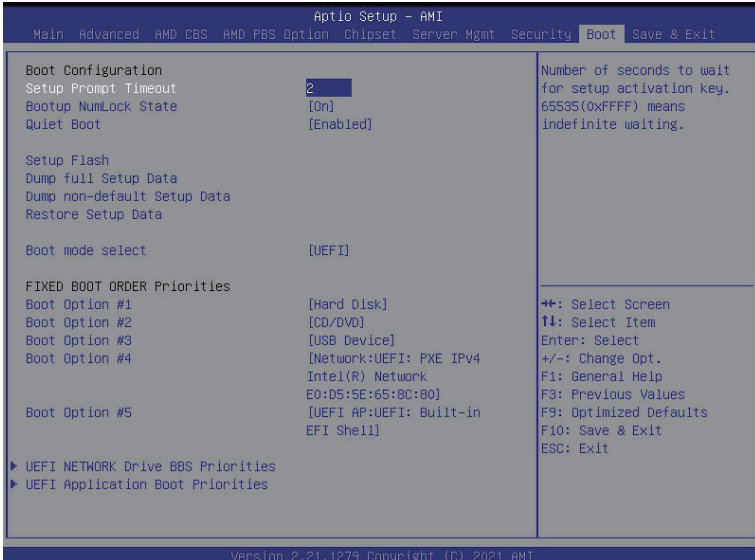 Aptio Setup – AMI
Main Advanced AMD CBS AMD PBS Option Chipset Server Mgmt Security Boot Save & Exit
Boot Configuration
Setup Prompt Timeout 2
Bootup NumLock State [On]
Quiet Boot [Enabled]
Setup Flash
Dump full Setup Data
Dump non-default Setup Data
Restore Setup Data
Boot mode select [UEFI]
FIXED BOOT ORDER Priorities
Boot Option #1 [Hard Disk]
Boot Option #2 [CD/DVD]
Boot Option #3 [USB Device]
Boot Option #4 [Network:UEFI: PXE IPv4
Intel(R) Network
E0:D5:5E:65:8C:80]
Boot Option #5 [UEFI AP:UEFI: Built-in
EFI Shell]
UEFI NETWORK Drive BBS Priorities
UEFI Application Boot Priorities
Number of seconds to wait
for setup activation key.
65535(0xFFFF) means
indefinite waiting.
→←: Select Screen
↑↓: Select Item
Enter: Select
+/-: Change Opt.
F1: General Help
F3: Previous Values
F9: Optimized Defaults
F10: Save & Exit
ESC: Exit
Version 2.21.1279 Copyright (C) 2021 AMI